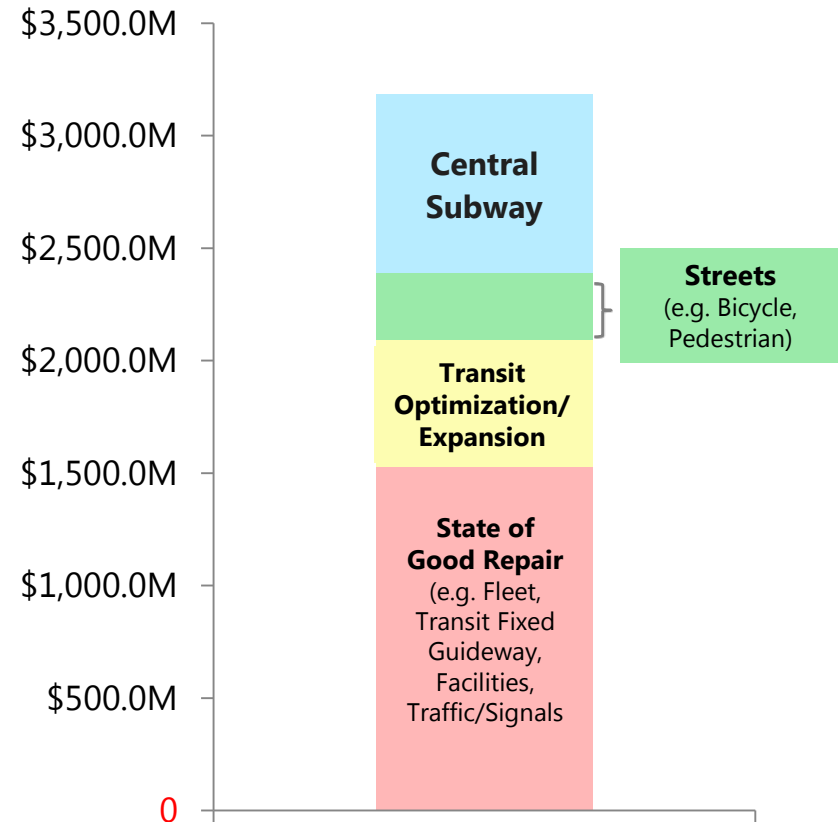 $3,500.0M
$3,000.0M
$2,500.0M
$2,000.0M
$1,500.0M
$1,000.0M
$500.0M
0
Central
Subway
Streets
(e.g. Bicycle,
Pedestrian)
Transit
Optimization/
Expansion
State of
Good Repair
(e.g. Fleet,
Transit Fixed
Guideway,
Facilities,
Traffic/Signals